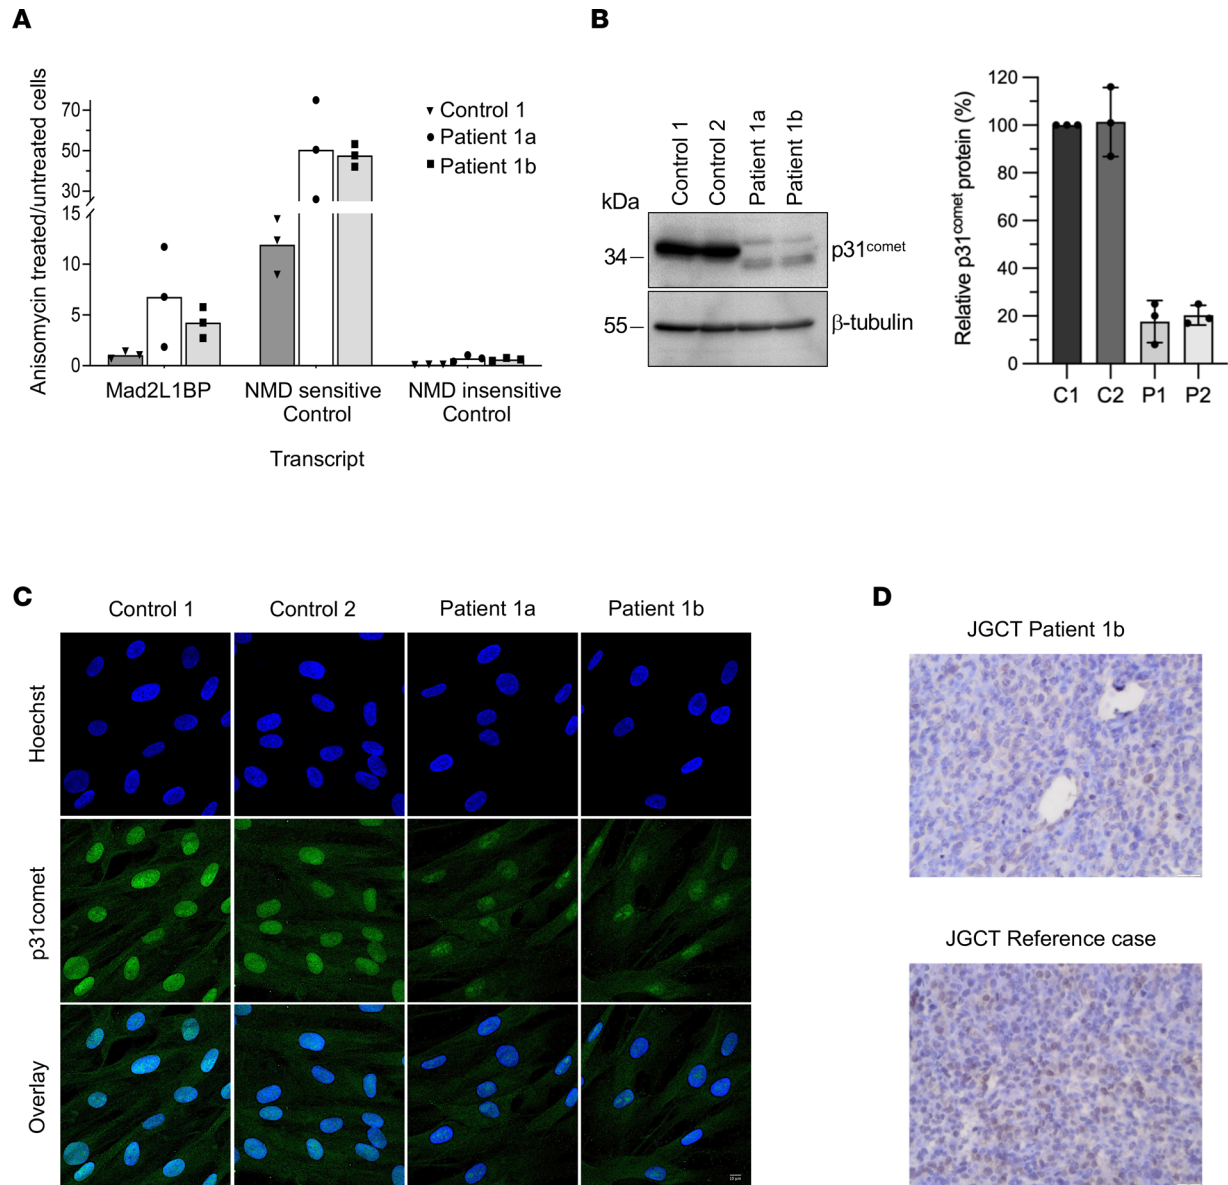 A
Anisomycin treated/untreated cells
70
50
30
15
10
5
0
Control 1
Patient 1a
Patient 1b
Mad2L1BP
NMD sensitive
Control
NMD insensitive
Control
Transcript
B
Control 1
Control 2
Patient 1a
Patient 1b
kDa
34
p31comet
55
β-tubulin
Relative p31comet protein (%)
120
100
80
60
40
20
0
C1 C2 P1 P2
C
Control 1
Control 2
Patient 1a
Patient 1b
Hoechst
p31comet
Overlay
10 µm
D
JGCT Patient 1b
JGCT Reference case